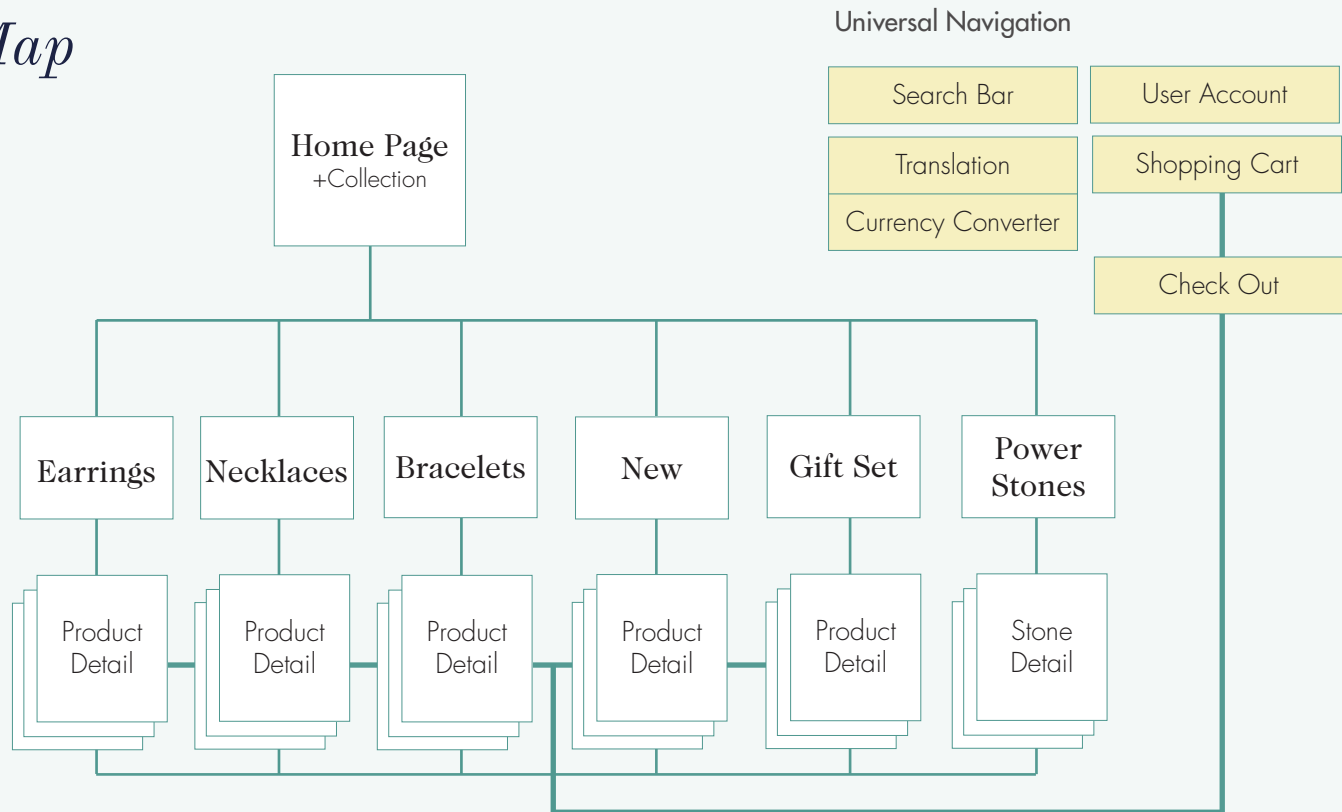 Map
Universal Navigation
Search Bar
User Account
Translation
Shopping Cart
Currency Converter
Check Out
Home Page
+Collection
Earrings
Necklaces
Bracelets
New
Gift Set
Power
Stones
Product
Detail
Product
Detail
Product
Detail
Product
Detail
Product
Detail
Stone
Detail